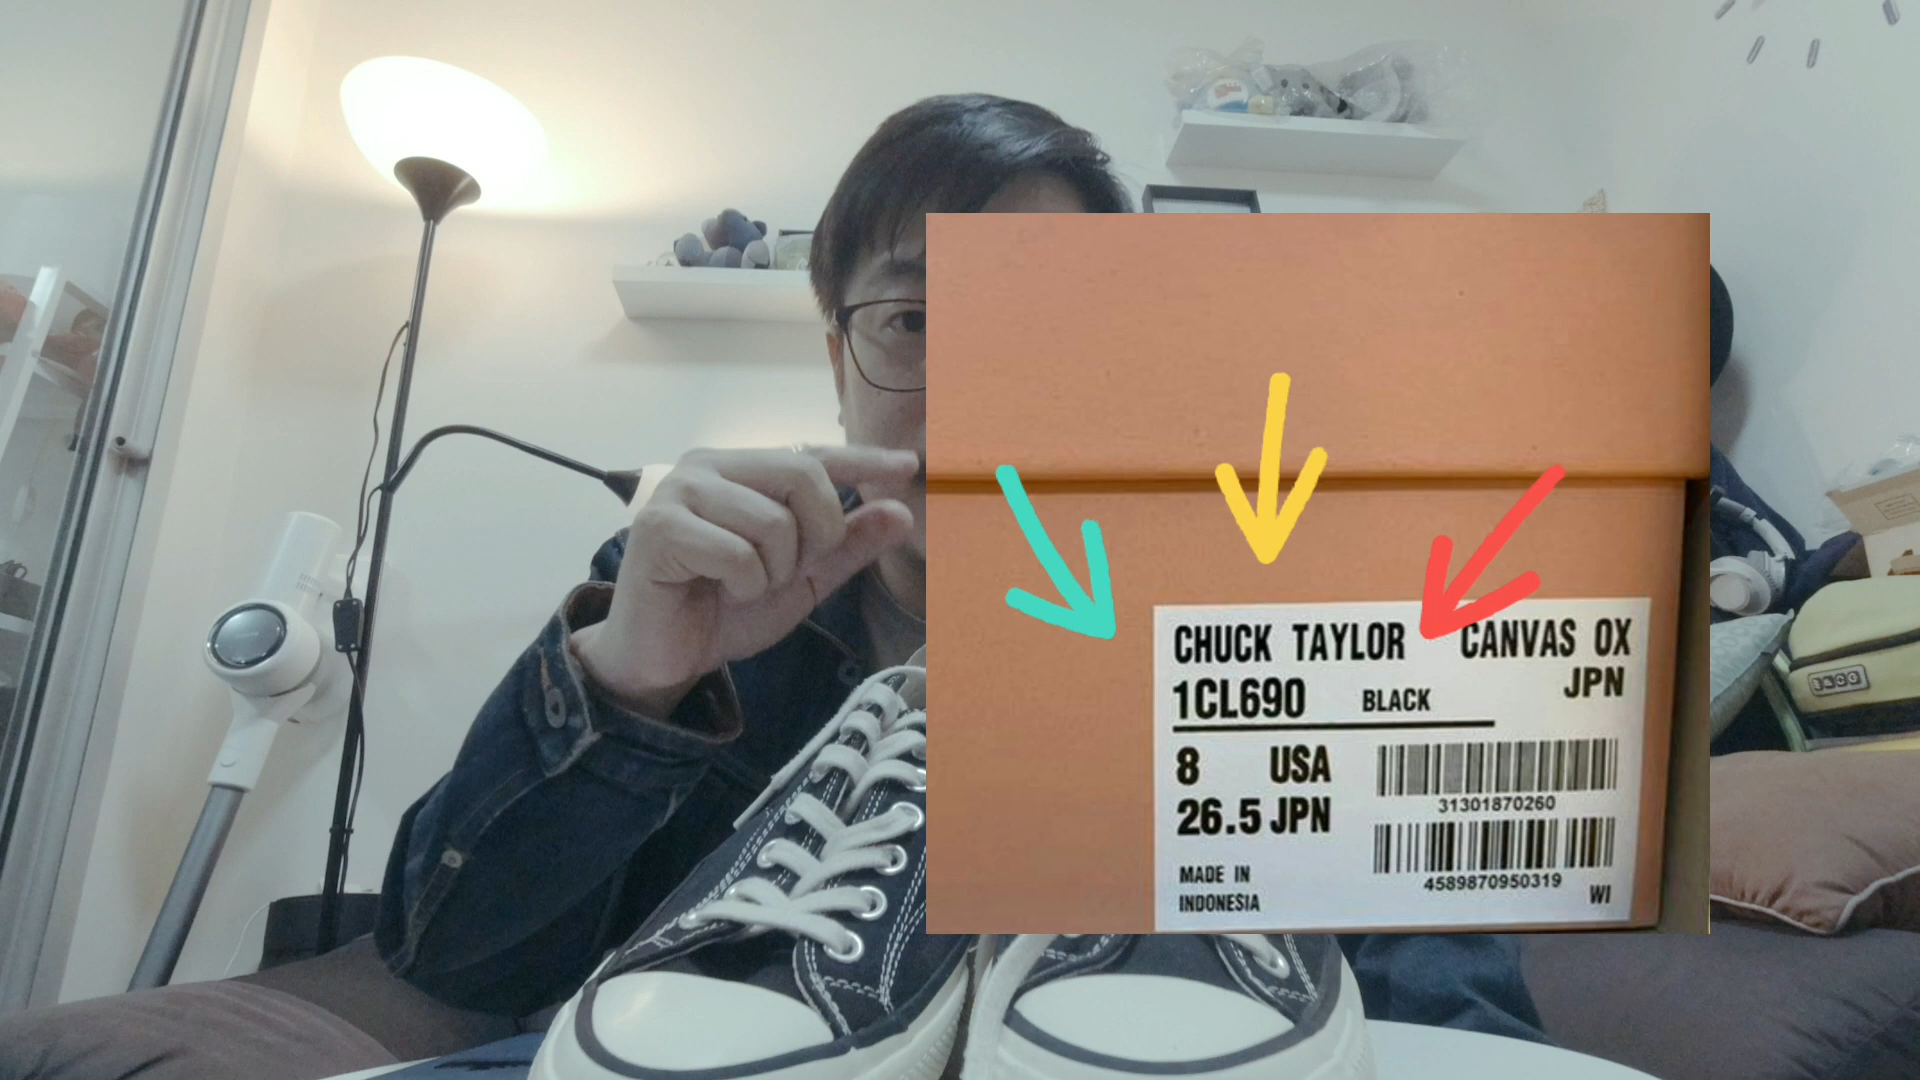 CHUCK TAYLOR CANVAS OX
1CL690 BLACK JPN
8 USA
26.5 JPN
31301870260
4589870950319
MADE IN
INDONESIA
WI